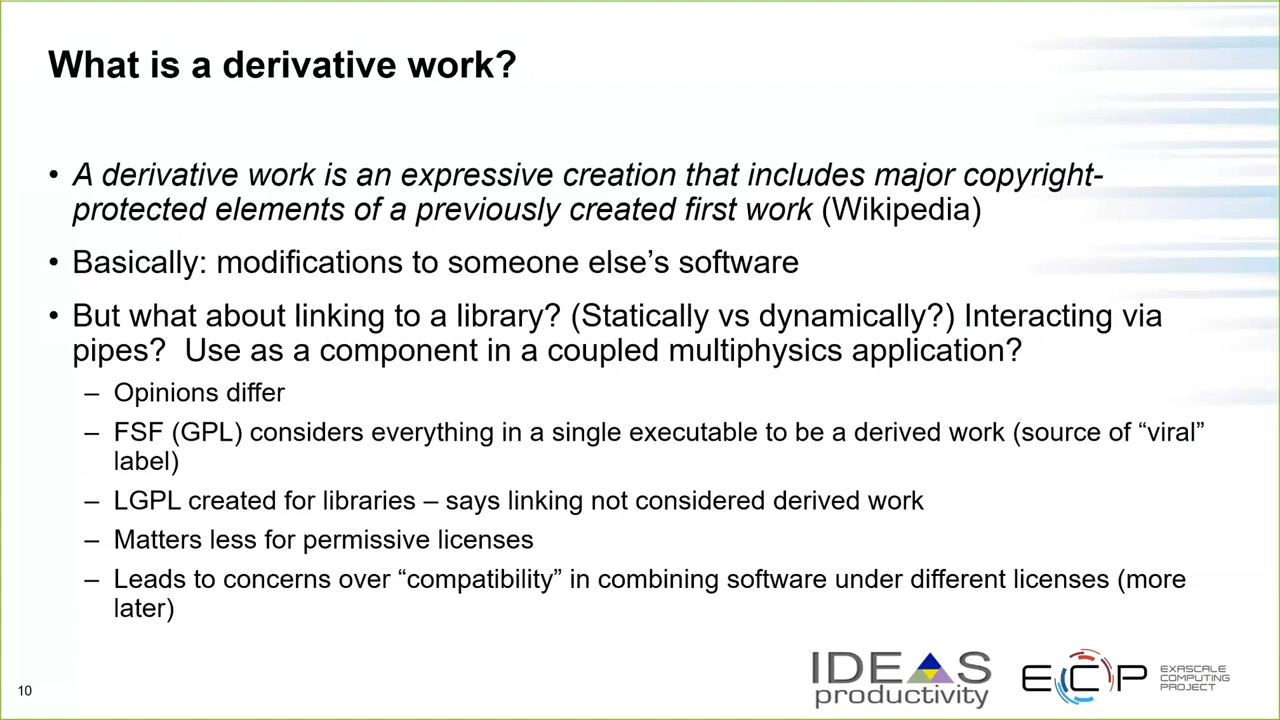 What is a derivative work?
• A derivative work is an expressive creation that includes major copyright-
protected elements of a previously created first work (Wikipedia)
• Basically: modifications to someone else’s software
• But what about linking to a library? (Statically vs dynamically?) Interacting via
pipes?  Use as a component in a coupled multiphysics application?
– Opinions differ
– FSF (GPL) considers everything in a single executable to be a derived work (source of “viral”
label)
– LGPL created for libraries – says linking not considered derived work
– Matters less for permissive licenses
– Leads to concerns over “compatibility” in combining software under different licenses (more
later)
10
IDEAS
productivity
ECP
EXASCALE
COMPUTING
PROJECT